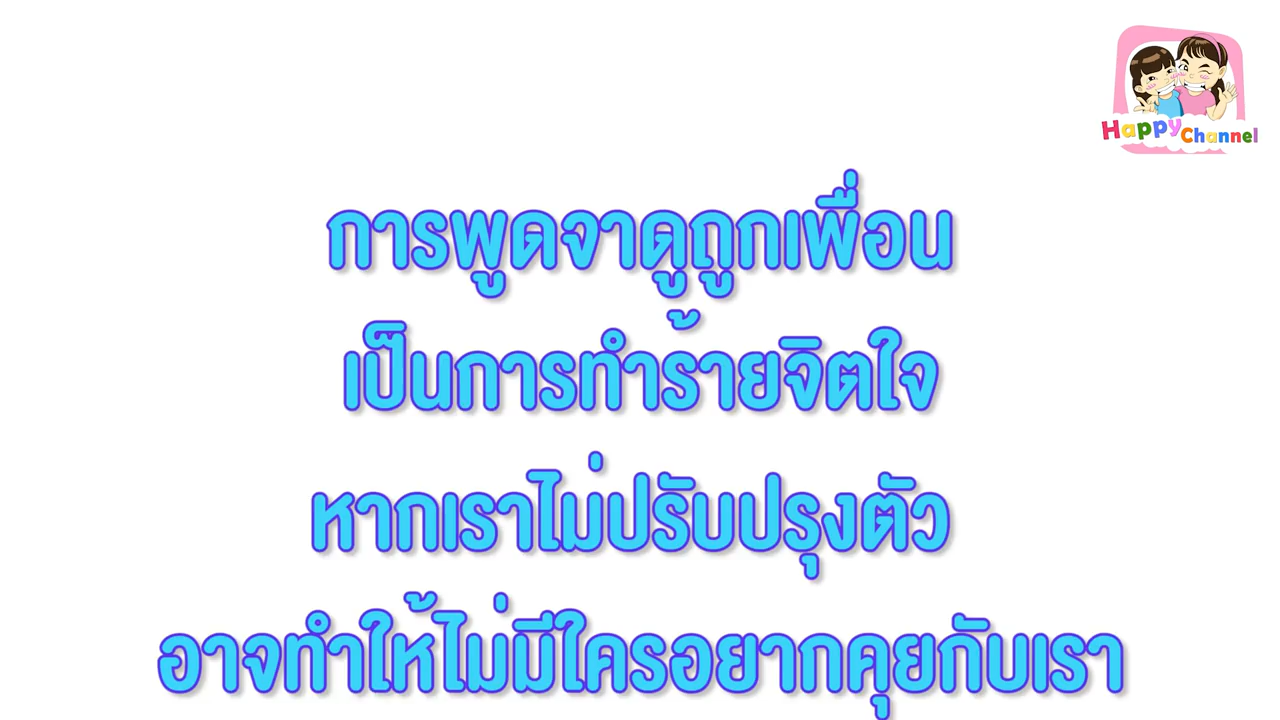 Happy Channel
การพูดจาดูถูกเพื่อน
เป็นการทำร้ายจิตใจ
หากเราไม่ปรับปรุงตัว
อาจทำให้ไม่มีใครอยากคุยกับเรา